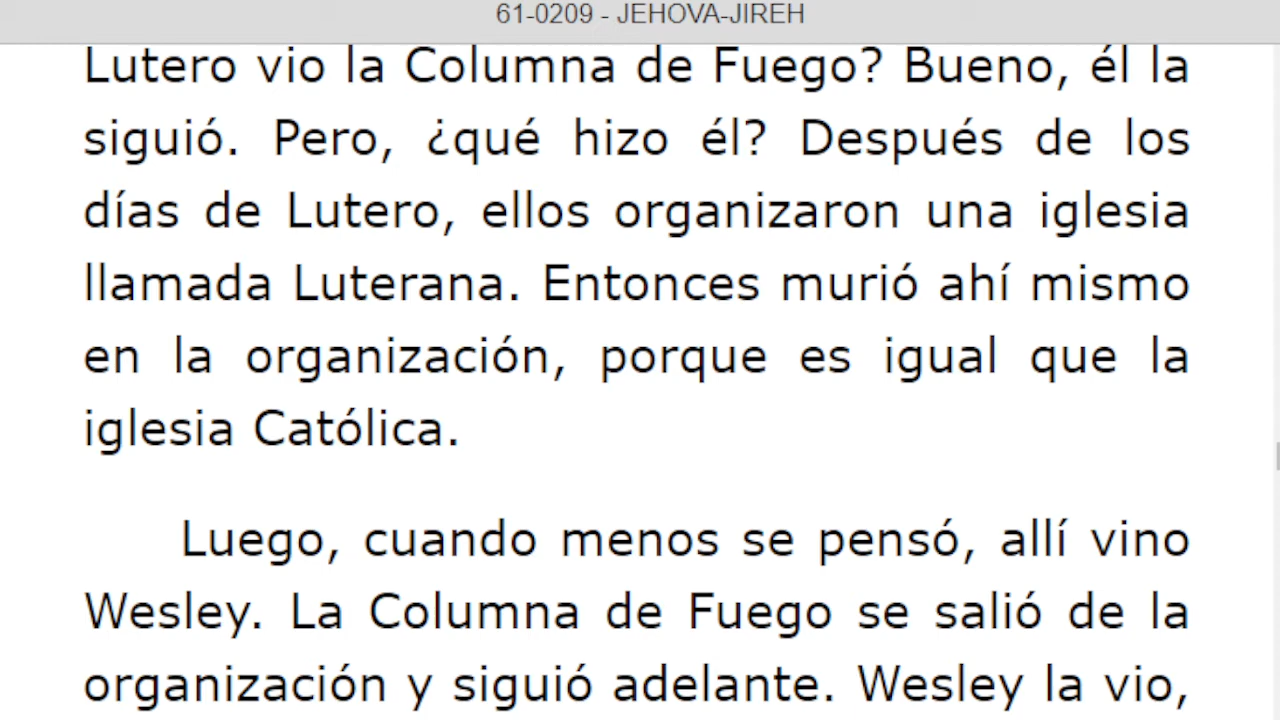 61-0209 - JEHOVA-JIREH
Lutero vio la Columna de Fuego? Bueno, él la
siguió. Pero, ¿qué hizo él? Después de los
días de Lutero, ellos organizaron una iglesia
llamada Luterana. Entonces murió ahí mismo
en la organización, porque es igual que la
iglesia Católica.
Luego, cuando menos se pensó, allí vino
Wesley. La Columna de Fuego se salió de la
organización y siguió adelante. Wesley la vio,